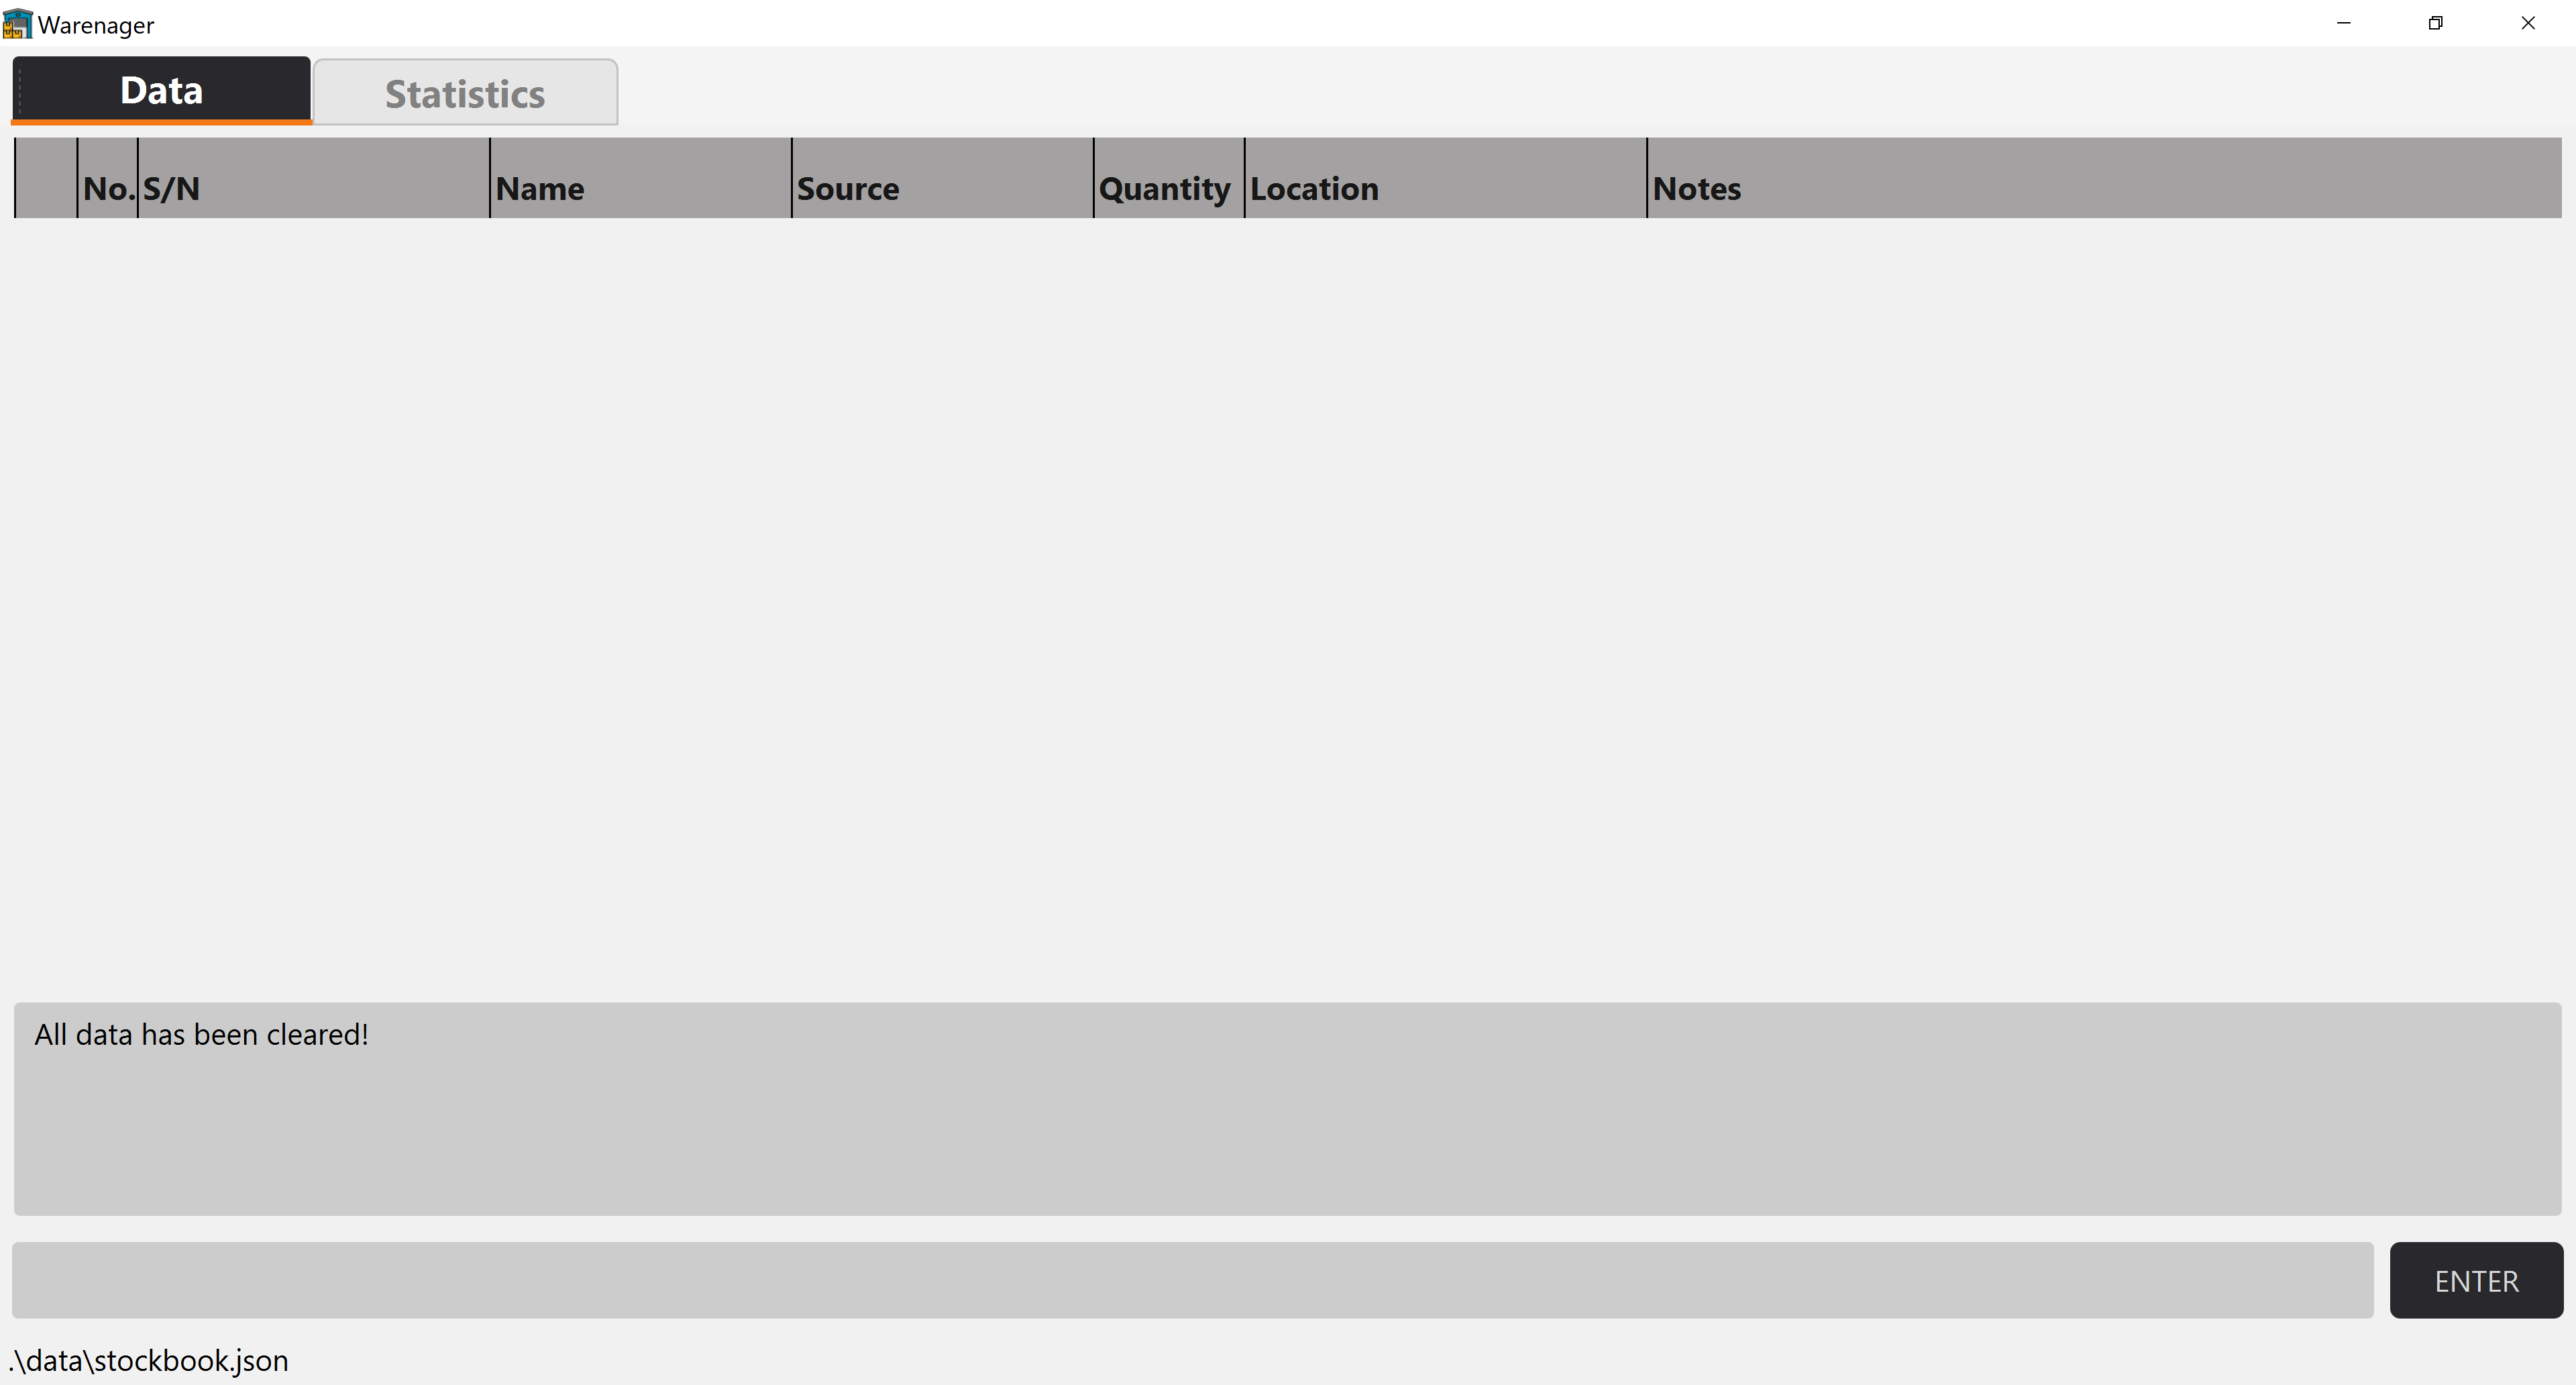 Warenager
Data Statistics
No. S/N Name Source Quantity Location Notes
All data has been cleared!
ENTER
.\data\stockbook.json